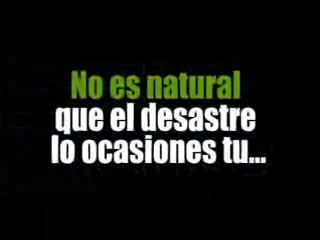 No es natural
que el desastre
lo ocasiones tu...